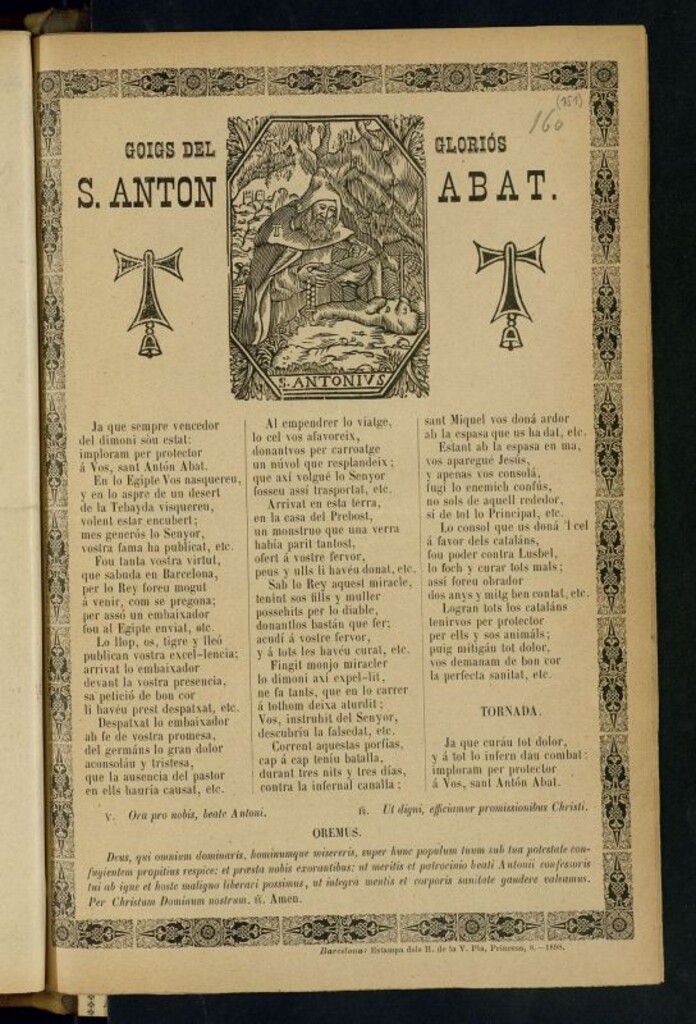 (151)
160
GOIGS DEL GLORIÓS
S. ANTON ABAT.
S. ANTONIVS
Ja que sempre vencedor
del dimoni sòu estat:
imploram per protector
á Vos, sant Antón Abat.
En lo Egipte Vos nasquereu,
y en lo aspre de un desert
de la Tebayda visquereu,
volent estar encubert;
mes generós lo Senyor,
vostra fama ha publicat, etc.
Fou tanta vostra virtut,
que sabuda en Barcelona,
per lo Rey foreu mogut
á venir, com se pregona;
per assó un embaixador
fou al Egipte enviat, etc.
Lo llop, os, tigre y lleó
publican vostra excel-lencia;
arrivat lo embaixador
devant la vostra presencia,
sa petició de bon cor
li havéu prest despatxat, etc.
Despatxat lo embaixador
ab fe de vostra promesa,
del germáns lo gran dolor
aconsoláu y tristesa,
que la ausencia del pastor
en ells hauria causat, etc.
Al empendrer lo viatge,
lo cel vos afavoreix,
donantvos per carroatge
un núvol que resplandeix;
que axí volgué lo Senyor
fosseu assí trasportat, etc.
Arrivat en esta terra,
en la casa del Prebost,
un monstruo que una verra
había parit tantost,
ofert á vostre fervor,
peus y ulls li havéu donat, etc.
Sab lo Rey aquest miracle,
tenint sos fills y muller
possehits per lo diable,
donantlos bastán que fer;
acudí á vostre fervor,
y á tots les havéu curat, etc.
Fingit monjo miracler
lo dimoni axí expel-lit,
ne fa tants, que en lo carrer
á tothom deixa aturdit;
Vos, instruhit del Senyor,
descubríu la falsedat, etc.
Corrent aquestas porfías,
cap á cap teníu batalla,
durant tres nits y tres días,
contra la infernal canalla;
sant Miquel vos doná ardor
ab la espasa que us ha dat, etc.
Estant ab la espasa en ma,
vos aparegué Jesús,
y apenas vos consolá,
fugí lo enemich confús,
no sols de aquell rededor,
sí de tot lo Principat, etc.
Lo consol que us doná 'l cel
á favor dels cataláns,
fou poder contra Lusbel,
lo foch y curar tots mals;
assí foreu obrador
dos anys y mitg ben contat, etc.
Logran tots los cataláns
tenirvos per protector
per ells y sos animáls;
puig mitigáu tot dolor,
vos demanam de bon cor
la perfecta sanitat, etc.
TORNADA.
Ja que curáu tot dolor,
y á tot lo infern dau combat:
imploram per protector
á Vos, sant Antón Abat.
℣. Ora pro nobis, beate Antoni. ℟. Ut digni, efficiamur promissionibus Christi.
OREMUS.
Deus, qui omnium dominaris, hominumque misereris, super hunc populum tuum sub tua potestate con-
fugientem propitius respice: et præsta nobis exorantibus: ut meritis et patrocinio beati Antonii confessoris
tui ab igne et hoste maligno liberari possimus, ut integra mentis et corporis sanitate gaudere valeamus.
Per Christum Dominum nostrum. ℟. Amen.
Barcelona: Estampa dels H. de la V. Pla, Princesa, 8.—1898.